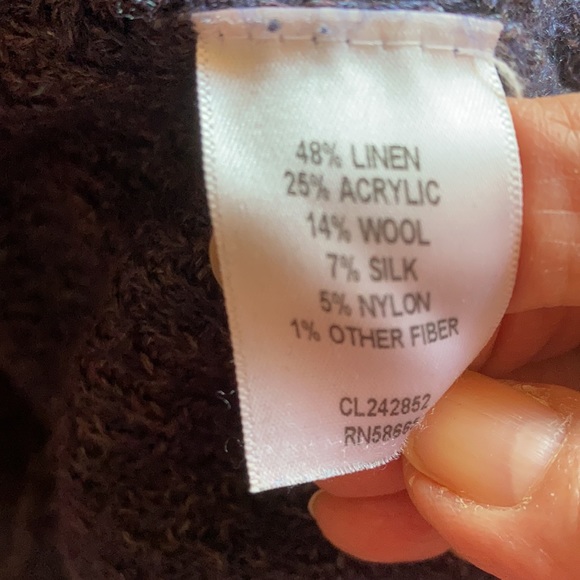 48% LINEN
25% ACRYLIC
14% WOOL
7% SILK
5% NYLON
1% OTHER FIBER
CL242852